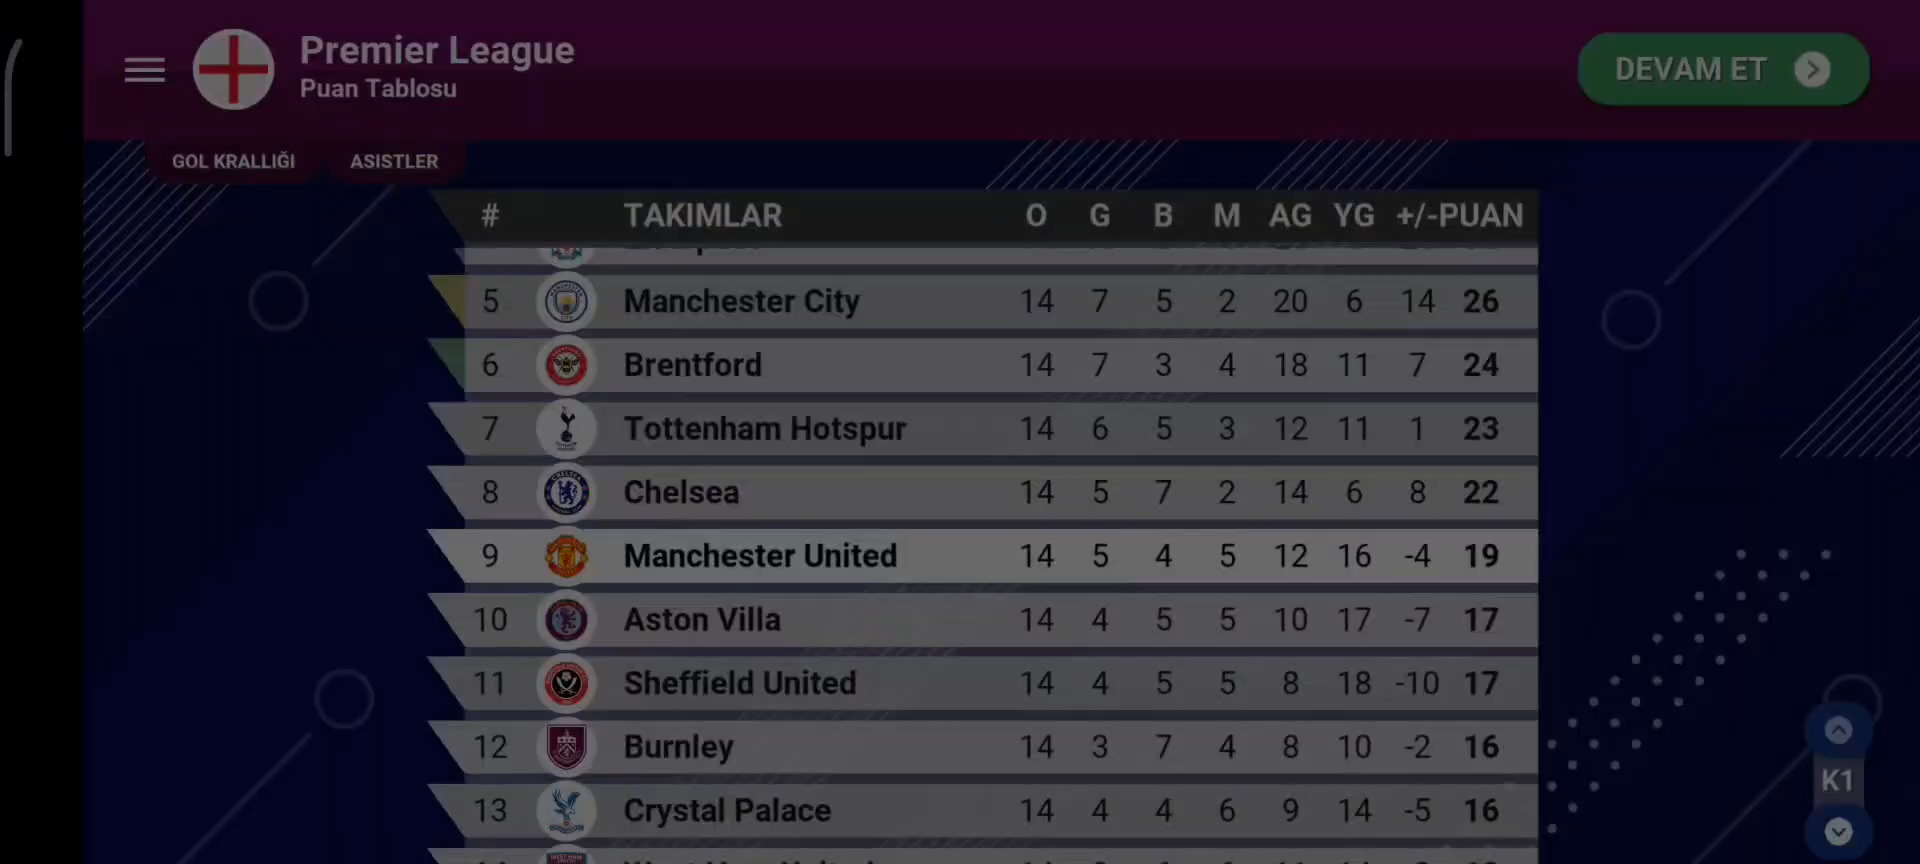 Premier League
Puan Tablosu
DEVAM ET
GOL KRALLIĞI ASISTLER
# TAKIMLAR O G B M AG YG +/- PUAN
5 Manchester City 14 7 5 2 20 6 14 26
6 Brentford 14 7 3 4 18 11 7 24
7 Tottenham Hotspur 14 6 5 3 12 11 1 23
8 Chelsea 14 5 7 2 14 6 8 22
9 Manchester United 14 5 4 5 12 16 -4 19
10 Aston Villa 14 4 5 5 10 17 -7 17
11 Sheffield United 14 4 5 5 8 18 -10 17
12 Burnley 14 3 7 4 8 10 -2 16
13 Crystal Palace 14 4 4 6 9 14 -5 16
K1